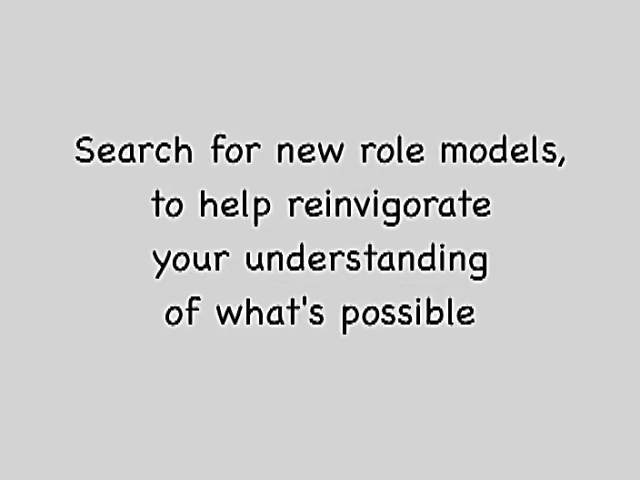 Search for new role models,
to help reinvigorate
your understanding
of what's possible